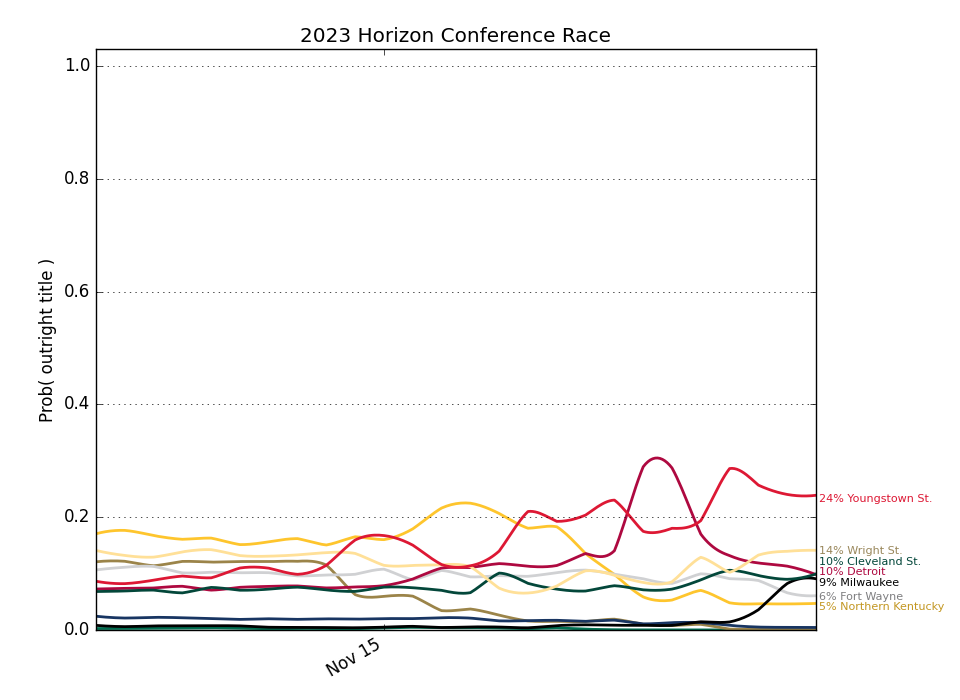 2023 Horizon Conference Race
Prob( outright title )
1.0
0.8
0.6
0.4
0.2
0.0
Nov 15
24% Youngstown St.
14% Wright St.
10% Cleveland St.
10% Detroit
9% Milwaukee
6% Fort Wayne
5% Northern Kentucky